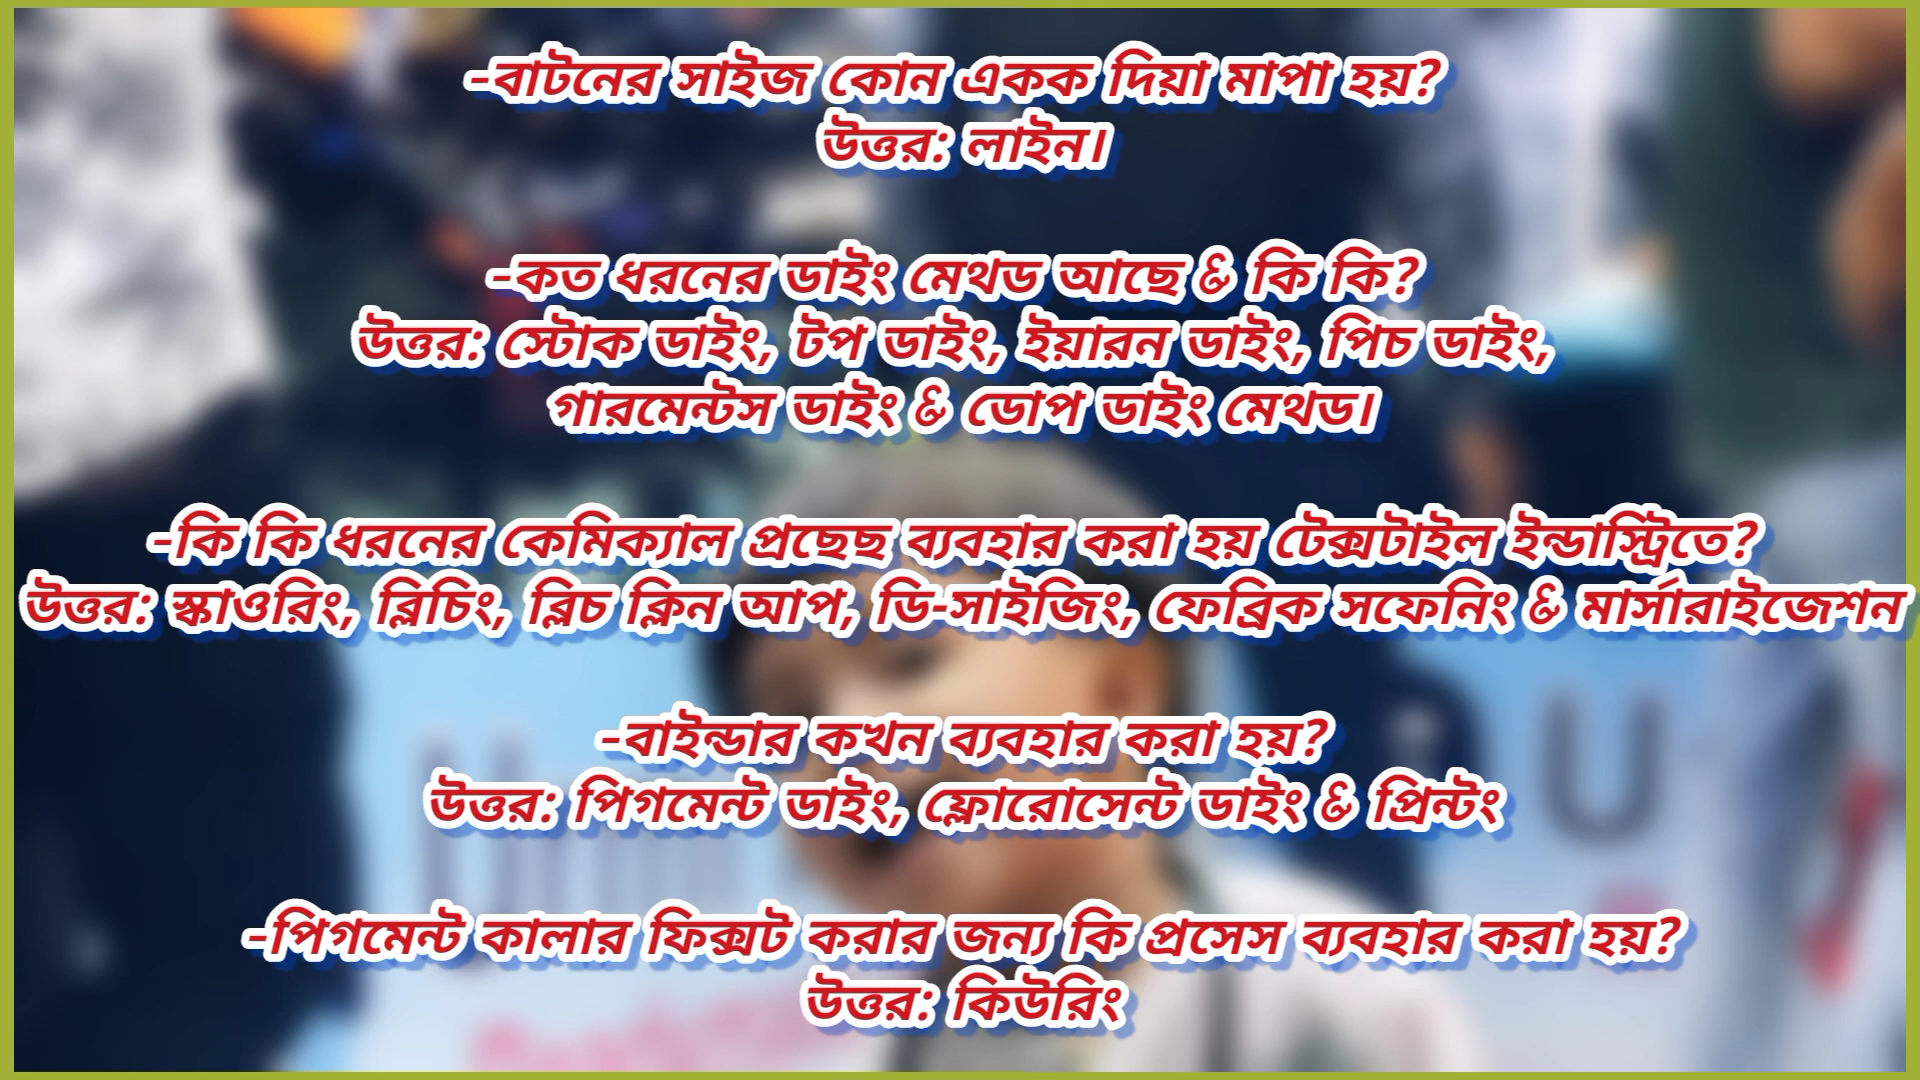 -বাটনের সাইজ কোন একক দিয়া মাপা হয়?
উত্তর: লাইন।
-কত ধরনের ডাইং মেথড আছে & কি কি?
উত্তর: স্টোক ডাইং, টপ ডাইং, ইয়ারন ডাইং, পিচ ডাইং,
গারমেন্টস ডাইং & ডোপ ডাইং মেথড।
-কি কি ধরনের কেমিক্যাল প্রছেছ ব্যবহার করা হয় টেক্সটাইল ইন্ডাস্ট্রিতে?
উত্তর: স্কাওরিং, ব্লিচিং, ব্লিচ ক্লিন আপ, ডি-সাইজিং, ফেব্রিক সফেনিং & মার্সারাইজেশন
-বাইন্ডার কখন ব্যবহার করা হয়?
উত্তর: পিগমেন্ট ডাইং, ফ্লোরোসেন্ট ডাইং & প্রিন্টং
-পিগমেন্ট কালার ফিক্সট করার জন্য কি প্রসেস ব্যবহার করা হয়?
উত্তর: কিউরিং